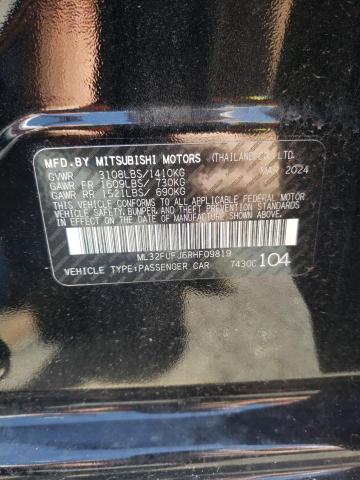 MFD.BY MITSUBISHI MOTORS (THAILAND) CO., LTD.
GVWR 3108LBS/1410KG MAR 2024
GAWR FR 1609LBS/ 730KG
GAWR RR 1521LBS/ 690KG
THIS VEHICLE CONFORMS TO ALL APPLICABLE U.S. FEDERAL MOTOR VEHICLE
SAFETY, BUMPER, AND THEFT PREVENTION STANDARDS
IN EFFECT ON THE DATE OF MANUFACTURE SHOWN ABOVE.
ML32FUFJ6RHF09819
VEHICLE TYPE:PASSENGER CAR 7430C104